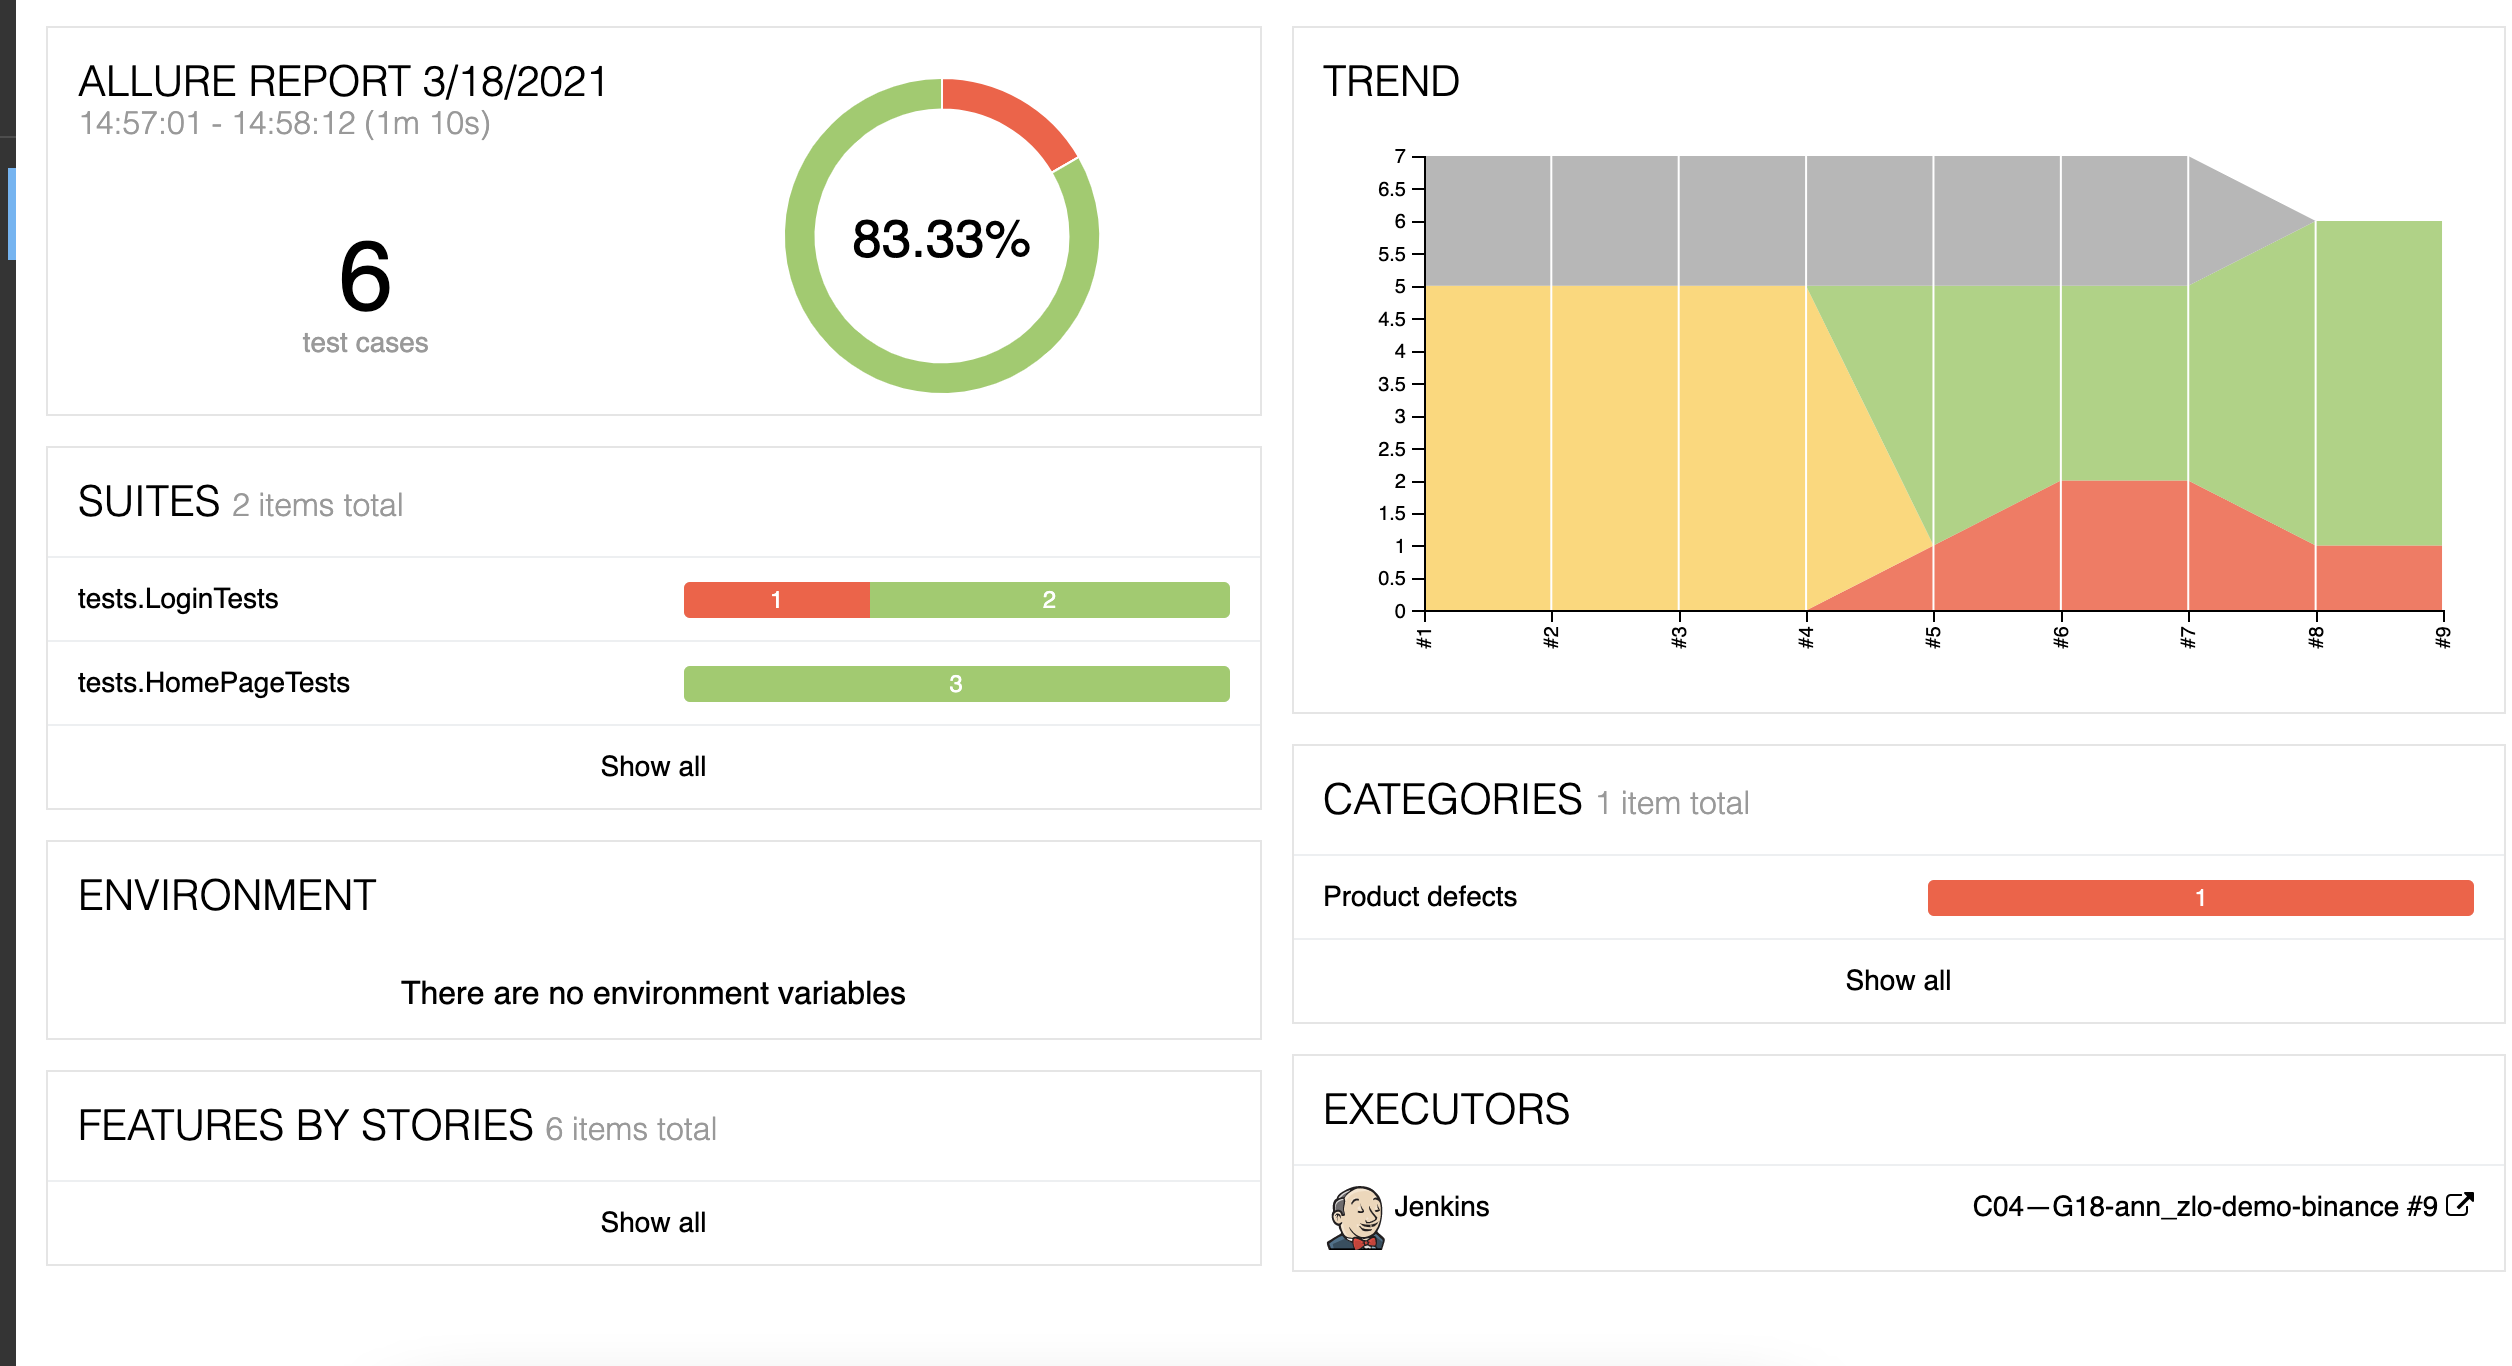 ALLURE REPORT 3/18/2021
14:57:01 - 14:58:12 (1m 10s)
6
test cases
83.33%
SUITES 2 items total
tests.LoginTests 1 2
tests.HomePageTests 3
Show all
ENVIRONMENT
There are no environment variables
FEATURES BY STORIES 6 items total
Show all
TREND
7
6.5
6
5.5
5
4.5
4
3.5
3
2.5
2
1.5
1
0.5
0
#1 #2 #3 #4 #5 #6 #7 #8 #9
CATEGORIES 1 item total
Product defects 1
Show all
EXECUTORS
Jenkins C04—G18-ann_zlo-demo-binance #9